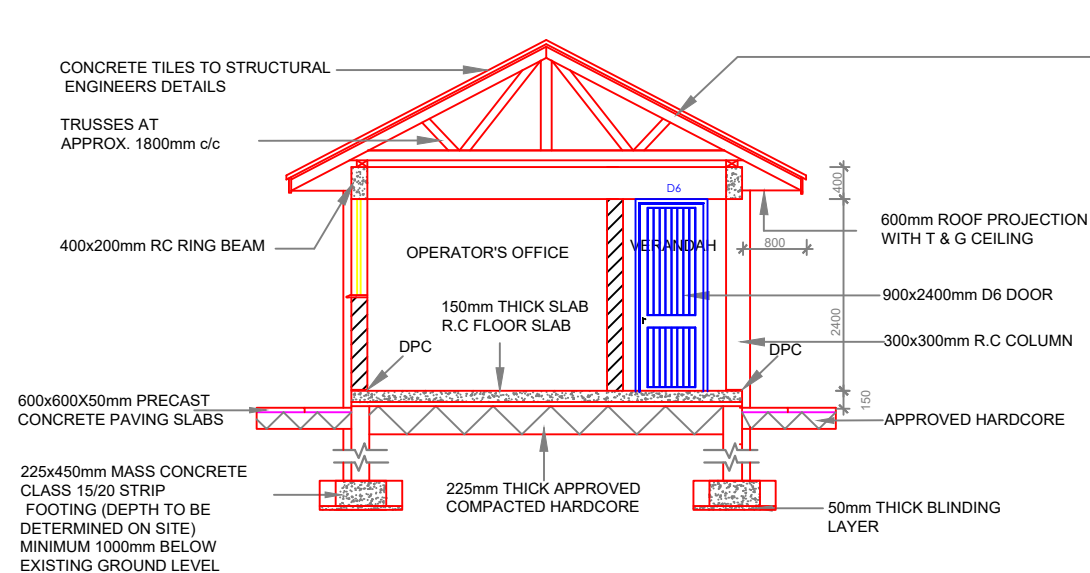 CONCRETE TILES TO STRUCTURAL
ENGINEERS DETAILS
TRUSSES AT
APPROX. 1800mm c/c
400x200mm RC RING BEAM
600x600X50mm PRECAST
CONCRETE PAVING SLABS
225x450mm MASS CONCRETE
CLASS 15/20 STRIP
FOOTING (DEPTH TO BE
DETERMINED ON SITE)
MINIMUM 1000mm BELOW
EXISTING GROUND LEVEL
OPERATOR'S OFFICE
150mm THICK SLAB
R.C FLOOR SLAB
DPC
225mm THICK APPROVED
COMPACTED HARDCORE
D6
VERANDAH
800
400
2400
150
600mm ROOF PROJECTION
WITH T & G CEILING
900x2400mm D6 DOOR
300x300mm R.C COLUMN
DPC
APPROVED HARDCORE
50mm THICK BLINDING
LAYER